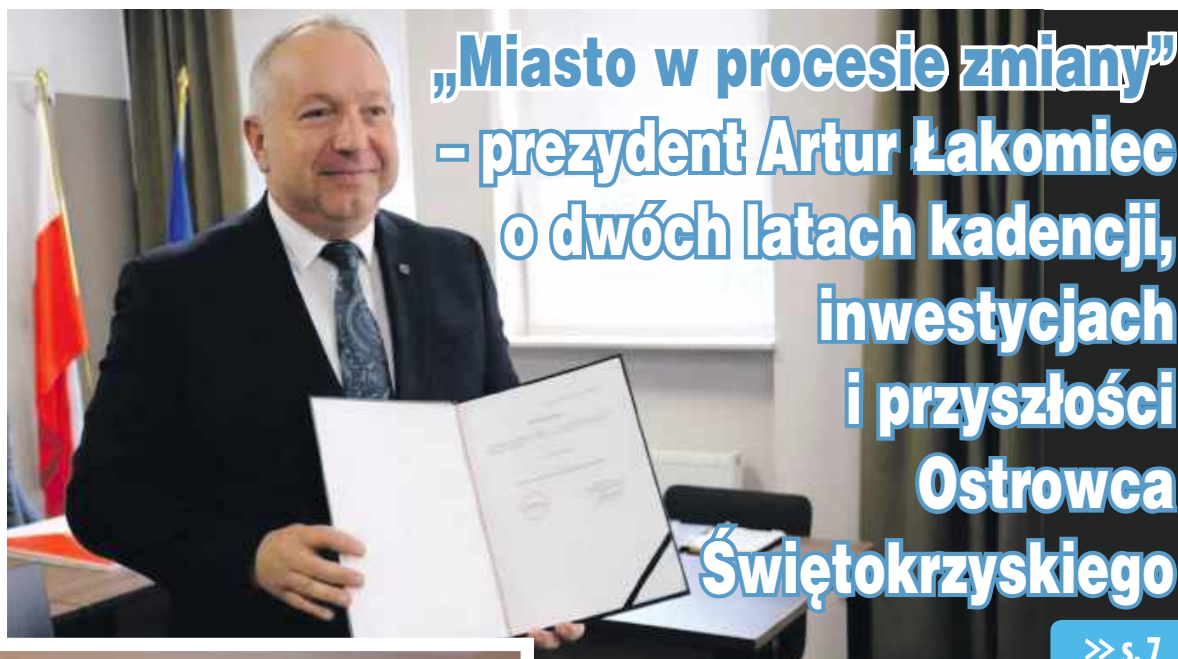 „Miasto w procesie zmiany”
– prezydent Artur Łakomiec
o dwóch latach kadencji,
inwestycjach
i przyszłości
Ostrowca
Świętokrzyskiego
>> s. 7